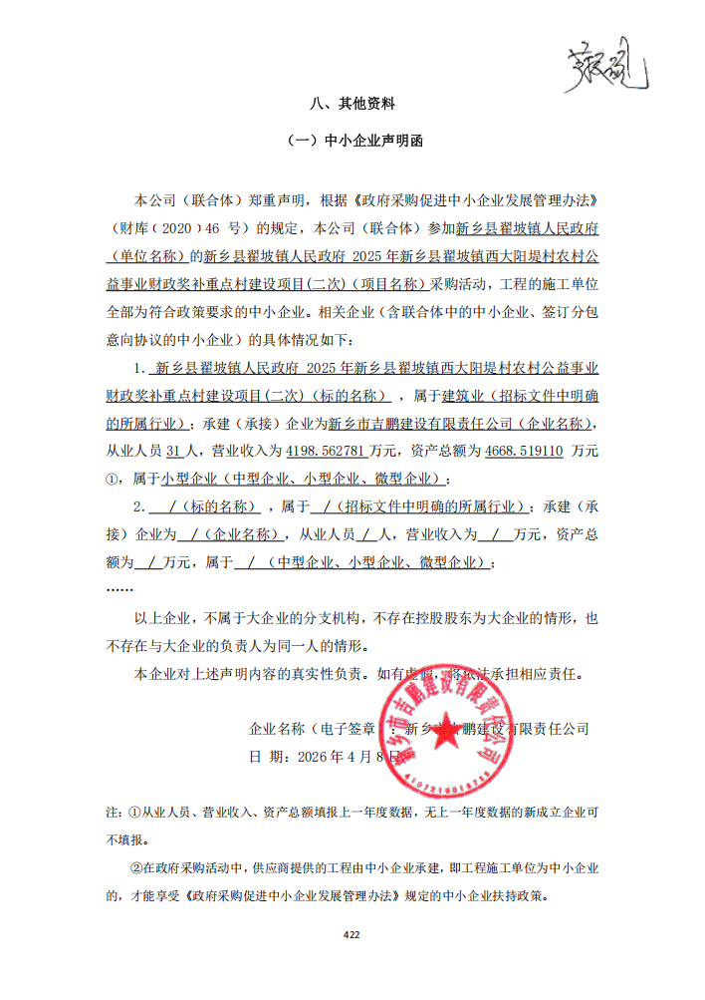 八、其他资料
（一）中小企业声明函
本公司（联合体）郑重声明，根据《政府采购促进中小企业发展管理办法》
（财库﹝2020﹞46 号）的规定，本公司（联合体）参加新乡县翟坡镇人民政府
（单位名称）的新乡县翟坡镇人民政府 2025年新乡县翟坡镇西大阳堤村农村公
益事业财政奖补重点村建设项目(二次)（项目名称）采购活动，工程的施工单位
全部为符合政策要求的中小企业。相关企业（含联合体中的中小企业、签订分包
意向协议的中小企业）的具体情况如下：
1. 新乡县翟坡镇人民政府 2025年新乡县翟坡镇西大阳堤村农村公益事业
财政奖补重点村建设项目(二次)（标的名称） ，属于建筑业（招标文件中明确
的所属行业）；承建（承接）企业为新乡市吉鹏建设有限责任公司（企业名称），
从业人员31人，营业收入为4198.562781万元，资产总额为4668.519110 万元
①，属于小型企业（中型企业、小型企业、微型企业）；
2. /（标的名称） ，属于 /（招标文件中明确的所属行业）；承建（承
接）企业为 /（企业名称），从业人员 / 人，营业收入为 / 万元，资产总
额为 / 万元，属于 / （中型企业、小型企业、微型企业）；
……
以上企业，不属于大企业的分支机构，不存在控股股东为大企业的情形，也
不存在与大企业的负责人为同一人的情形。
本企业对上述声明内容的真实性负责。如有虚假，将依法承担相应责任。
企业名称（电子签章）：新乡市吉鹏建设有限责任公司
日 期：2026年4月8日
新乡市吉鹏建设有限责任公司
注：①从业人员、营业收入、资产总额填报上一年度数据，无上一年度数据的新成立企业可
不填报。
②在政府采购活动中，供应商提供的工程由中小企业承建，即工程施工单位为中小企业
的，才能享受《政府采购促进中小企业发展管理办法》规定的中小企业扶持政策。
422